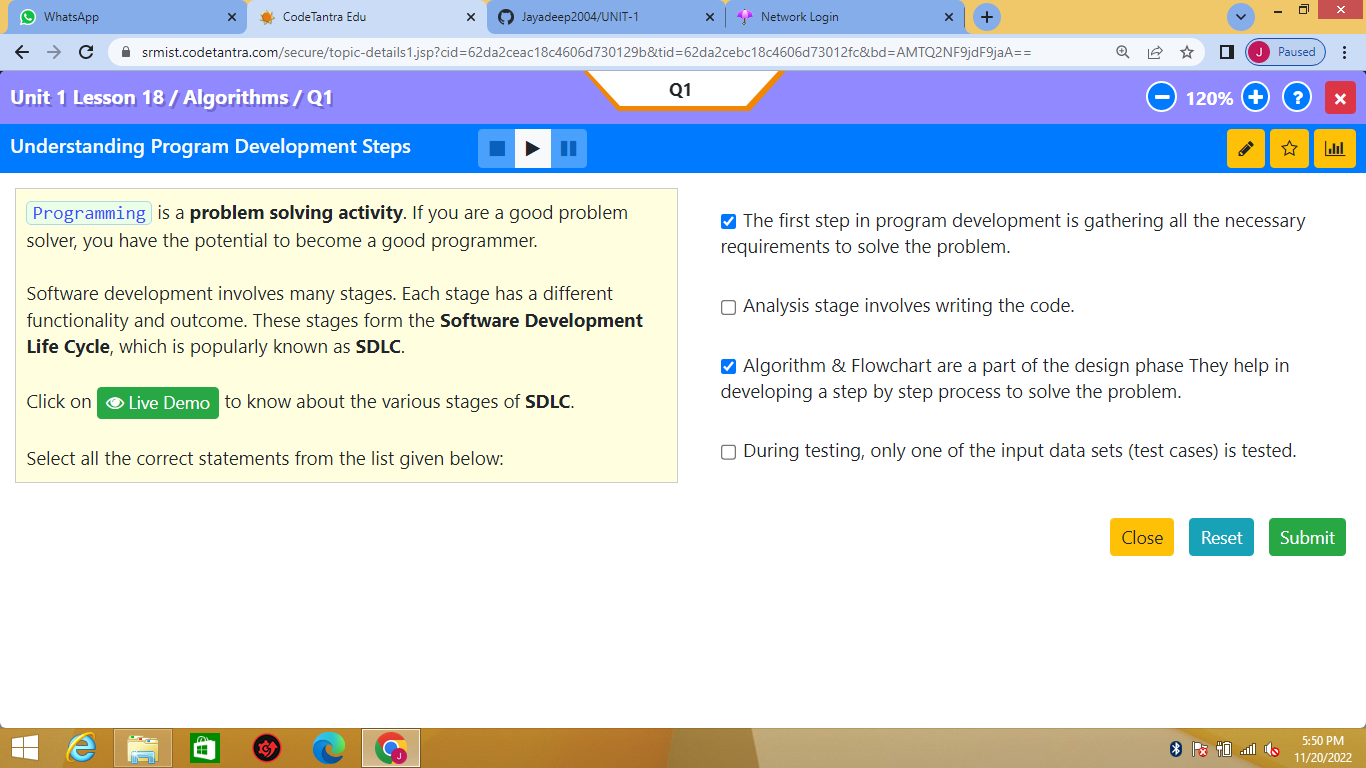 WhatsApp
CodeTantra Edu
Jayadeep2004/UNIT-1
Network Login
srmist.codetantra.com/secure/topic-details1.jsp?cid=62da2ceac18c4606d730129b&tid=62da2cebc18c4606d73012fc&bd=AMTQ2NF9jdF9jaA==
J Paused
Unit 1 Lesson 18 / Algorithms / Q1
Q1
120%
?
Understanding Program Development Steps
Programming is a problem solving activity. If you are a good problem
solver, you have the potential to become a good programmer.
Software development involves many stages. Each stage has a different
functionality and outcome. These stages form the Software Development
Life Cycle, which is popularly known as SDLC.
Click on Live Demo to know about the various stages of SDLC.
Select all the correct statements from the list given below:
The first step in program development is gathering all the necessary
requirements to solve the problem.
Analysis stage involves writing the code.
Algorithm & Flowchart are a part of the design phase They help in
developing a step by step process to solve the problem.
During testing, only one of the input data sets (test cases) is tested.
Close
Reset
Submit
J
5:50 PM
11/20/2022